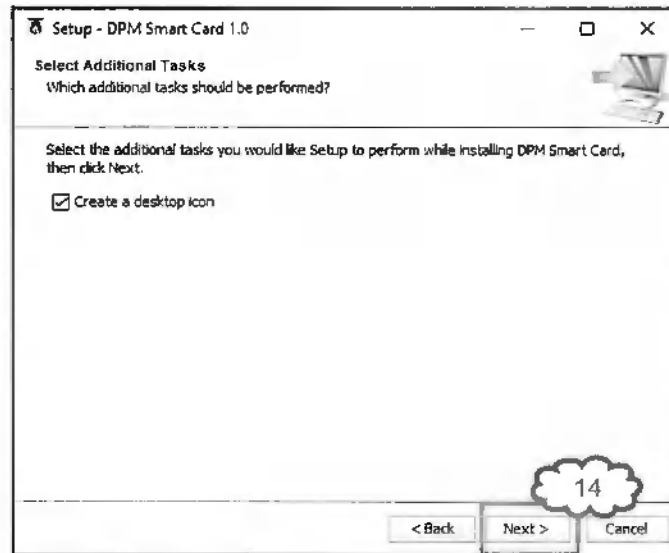 Setup - DPM Smart Card 1.0
Select Additional Tasks
Which additional tasks should be performed?
Select the additional tasks you would like Setup to perform while installing DPM Smart Card,
then click Next.
Create a desktop icon
14
< Back Next > Cancel